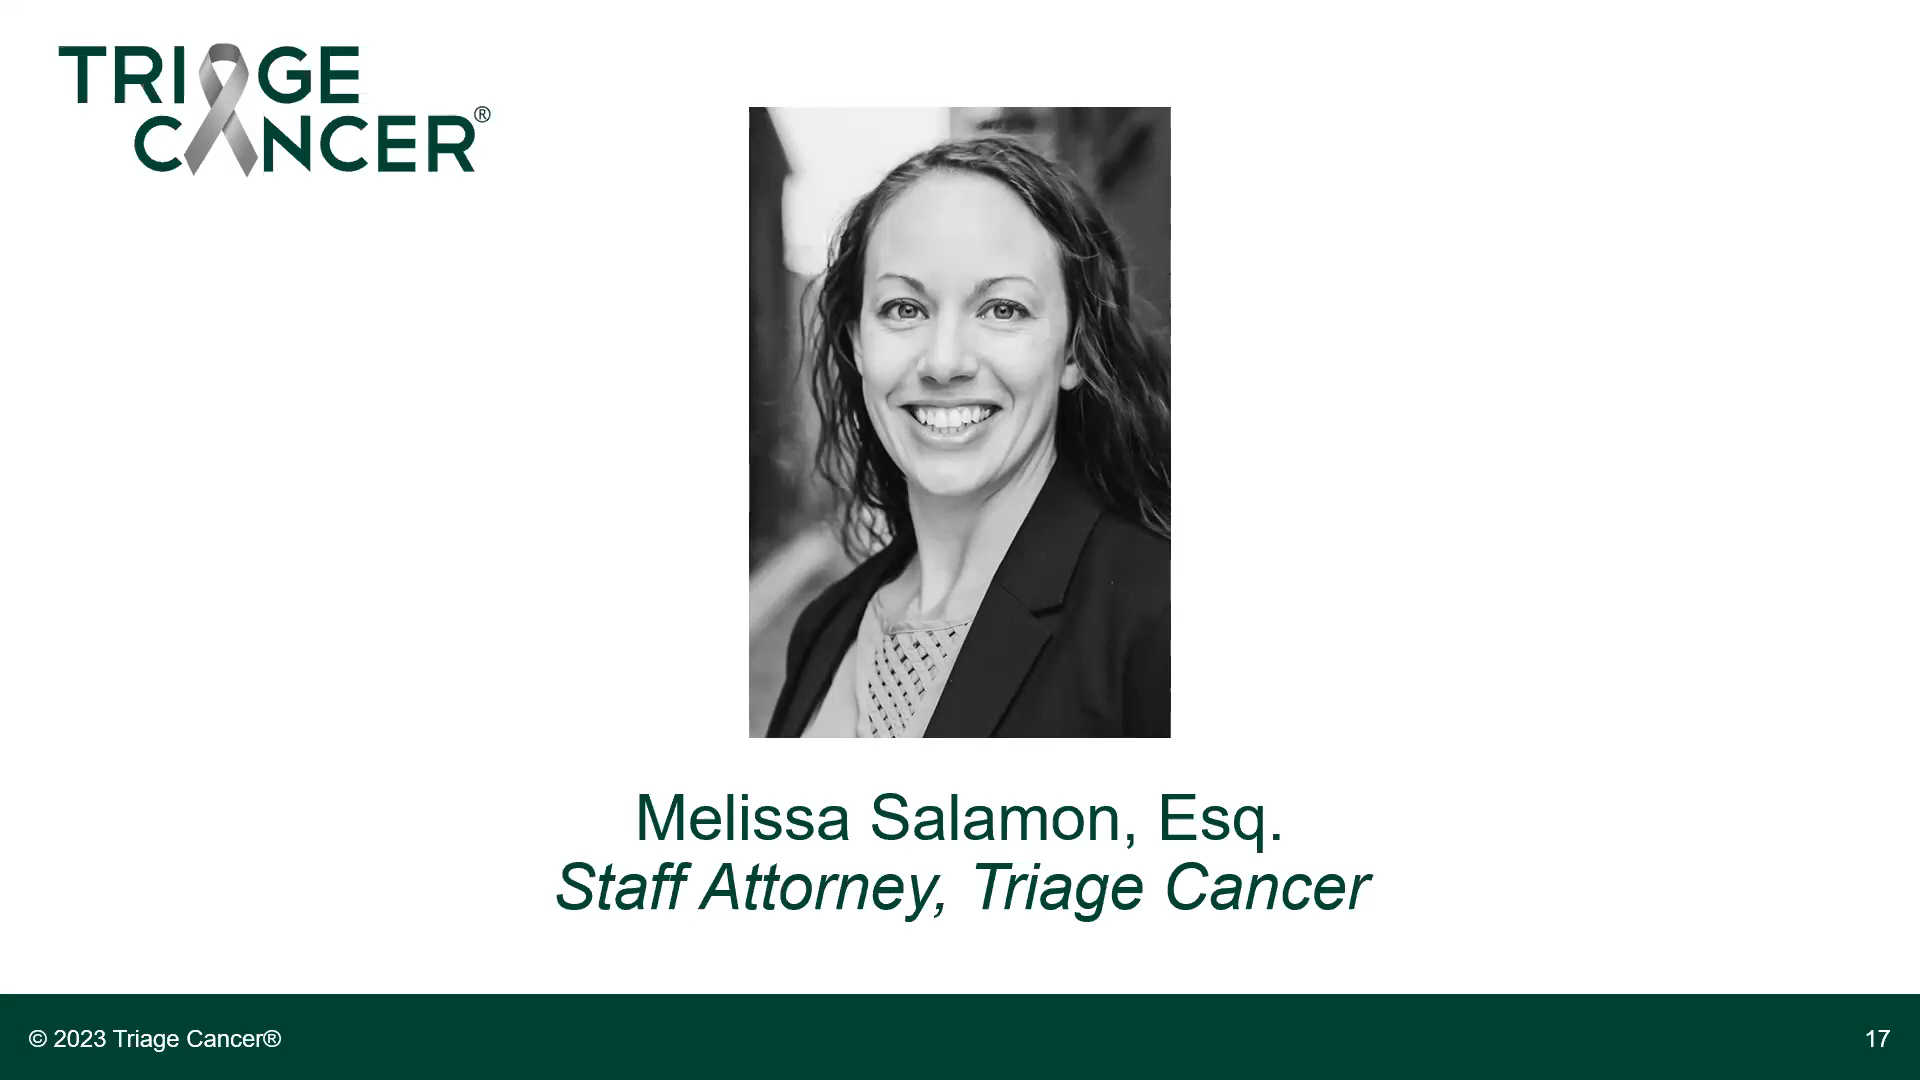 TRIAGE
CANCER®
Melissa Salamon, Esq.
Staff Attorney, Triage Cancer
© 2023 Triage Cancer®
17